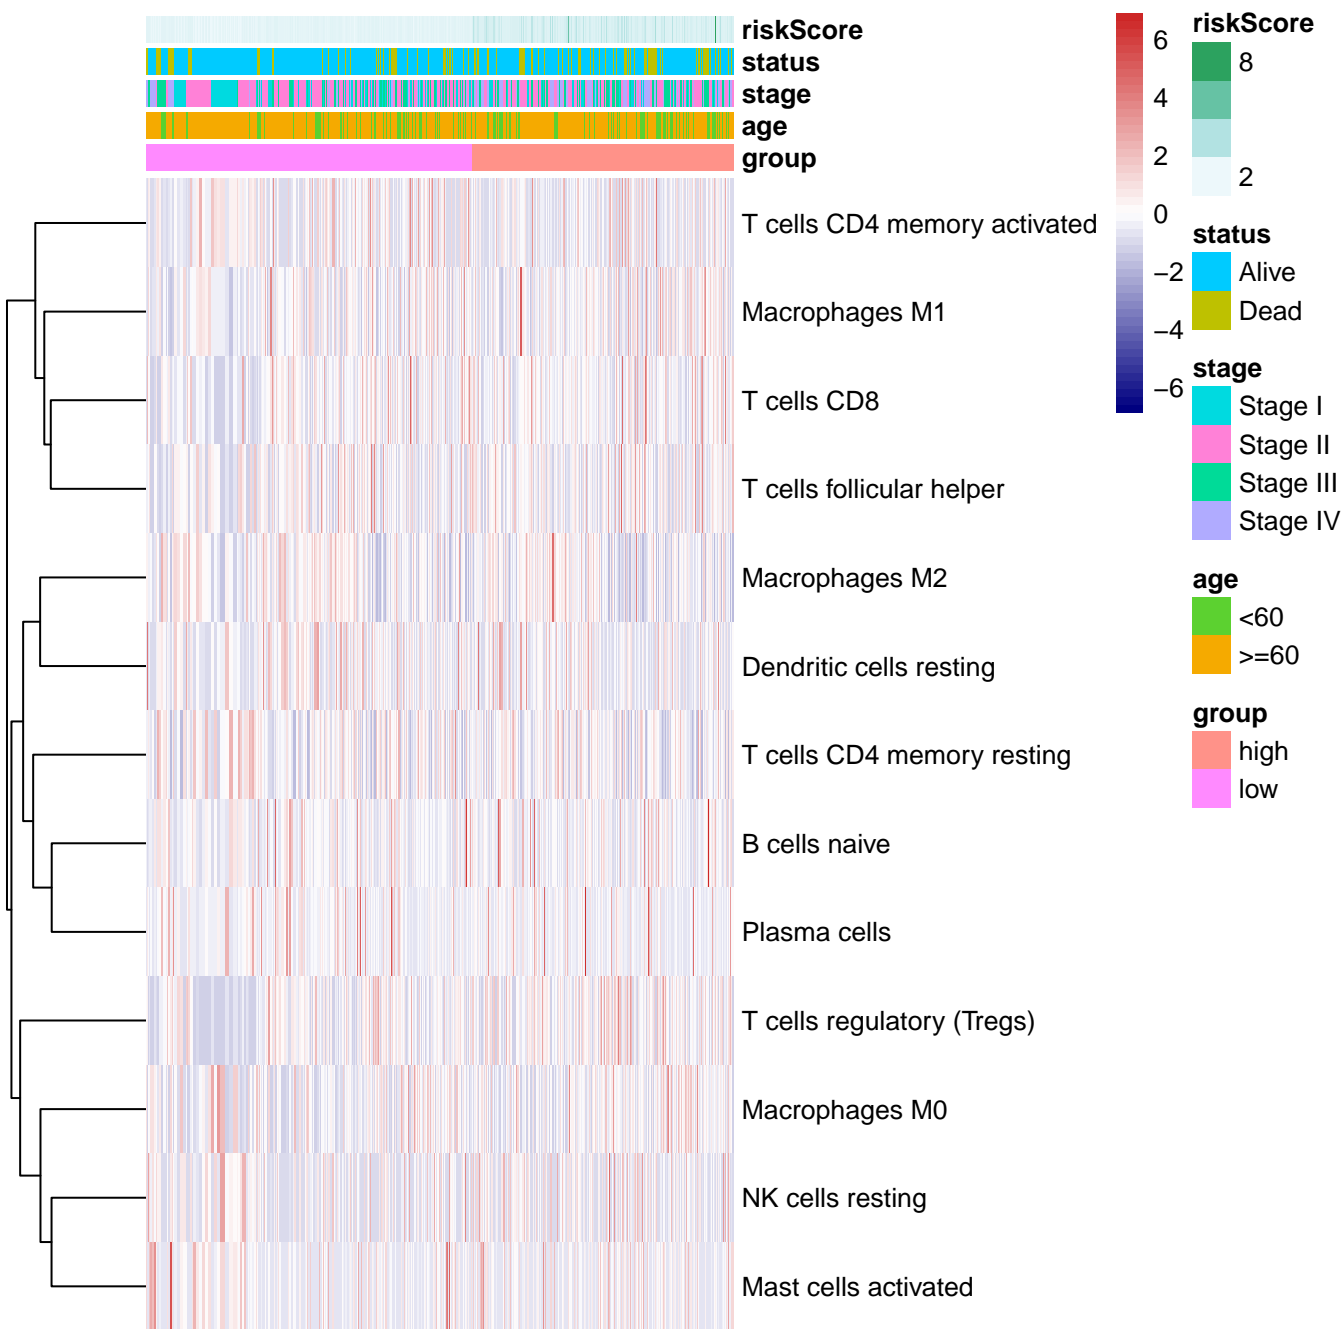 riskScore
status
stage
age
group
T cells CD4 memory activated
Macrophages M1
T cells CD8
T cells follicular helper
Macrophages M2
Dendritic cells resting
T cells CD4 memory resting
B cells naive
Plasma cells
T cells regulatory (Tregs)
Macrophages M0
NK cells resting
Mast cells activated
6
4
2
0
−2
−4
−6
riskScore
8
2
status
Alive
Dead
stage
Stage I
Stage II
Stage III
Stage IV
age
<60
>=60
group
high
low